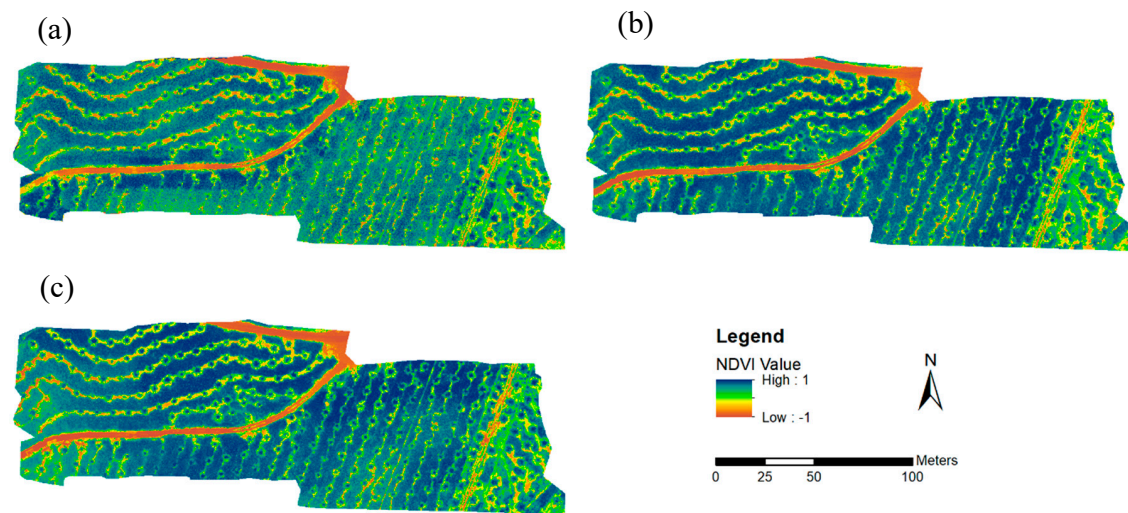 (a)
(b)
(c)
Legend
NDVI Value
High : 1
Low : -1
N
Meters
0 25 50 100